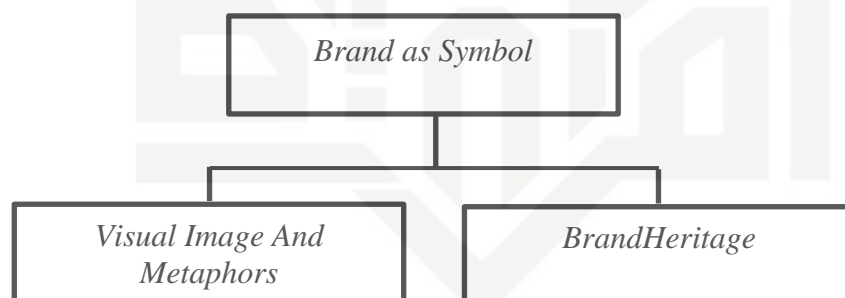 Brand as Symbol
Visual Image And
Metaphors
BrandHeritage